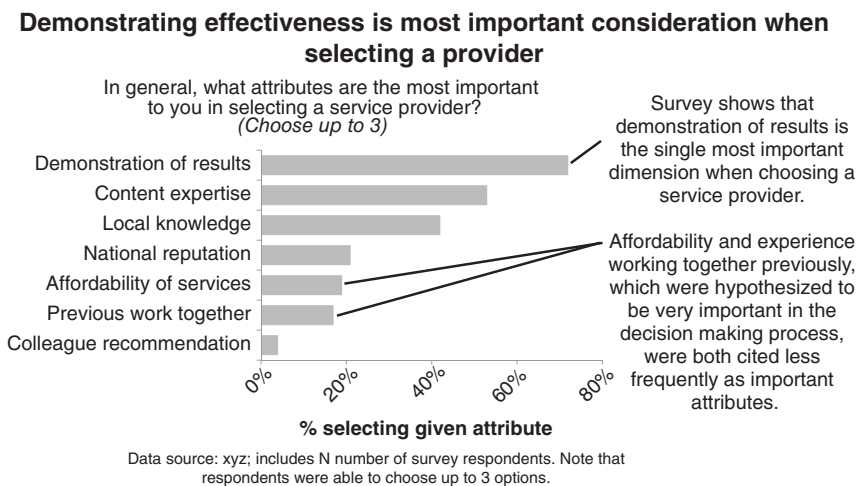 Demonstrating effectiveness is most important consideration when
selecting a provider
In general, what attributes are the most important
to you in selecting a service provider?
(Choose up to 3)
Demonstration of results
Content expertise
Local knowledge
National reputation
Affordability of services
Previous work together
Colleague recommendation
0%
20%
40%
60%
80%
% selecting given attribute
Survey shows that
demonstration of results is
the single most important
dimension when choosing a
service provider.
Affordability and experience
working together previously,
which were hypothesized to
be very important in the
decision making process,
were both cited less
frequently as important
attributes.
Data source: xyz; includes N number of survey respondents. Note that
respondents were able to choose up to 3 options.